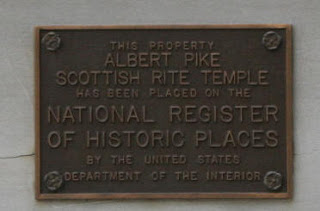 THIS PROPERTY
ALBERT PIKE
SCOTTISH RITE TEMPLE
HAS BEEN PLACED ON THE
NATIONAL REGISTER
OF HISTORIC PLACES
BY THE UNITED STATES
DEPARTMENT OF THE INTERIOR